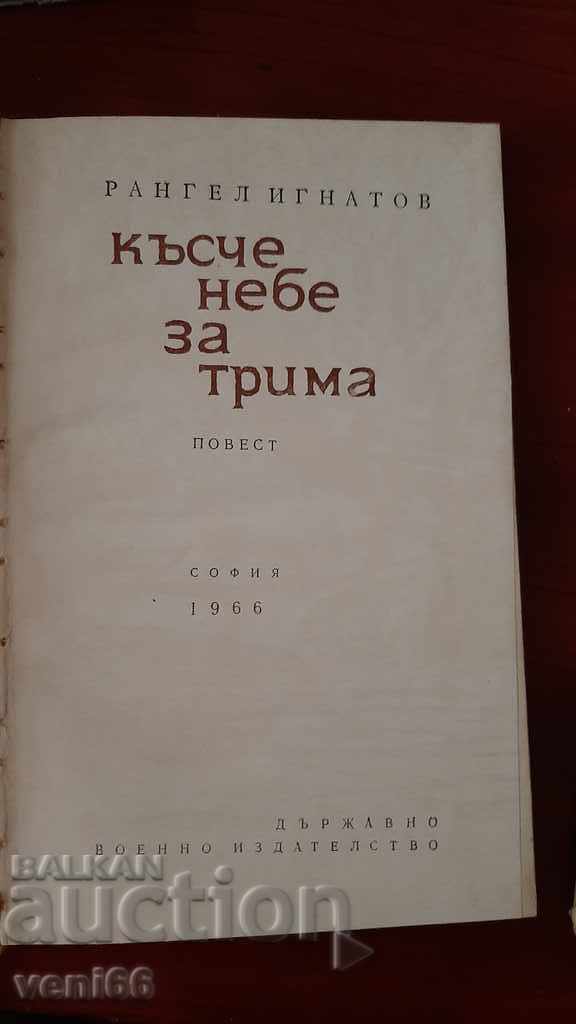 РАНГЕЛ ИГНАТОВ
късче
небе
за
трима
ПОВЕСТ
СОФИЯ
1966
ДЪРЖАВНО
ВОЕННО ИЗДАТЕЛСТВО
BALKAN
auction
veni66